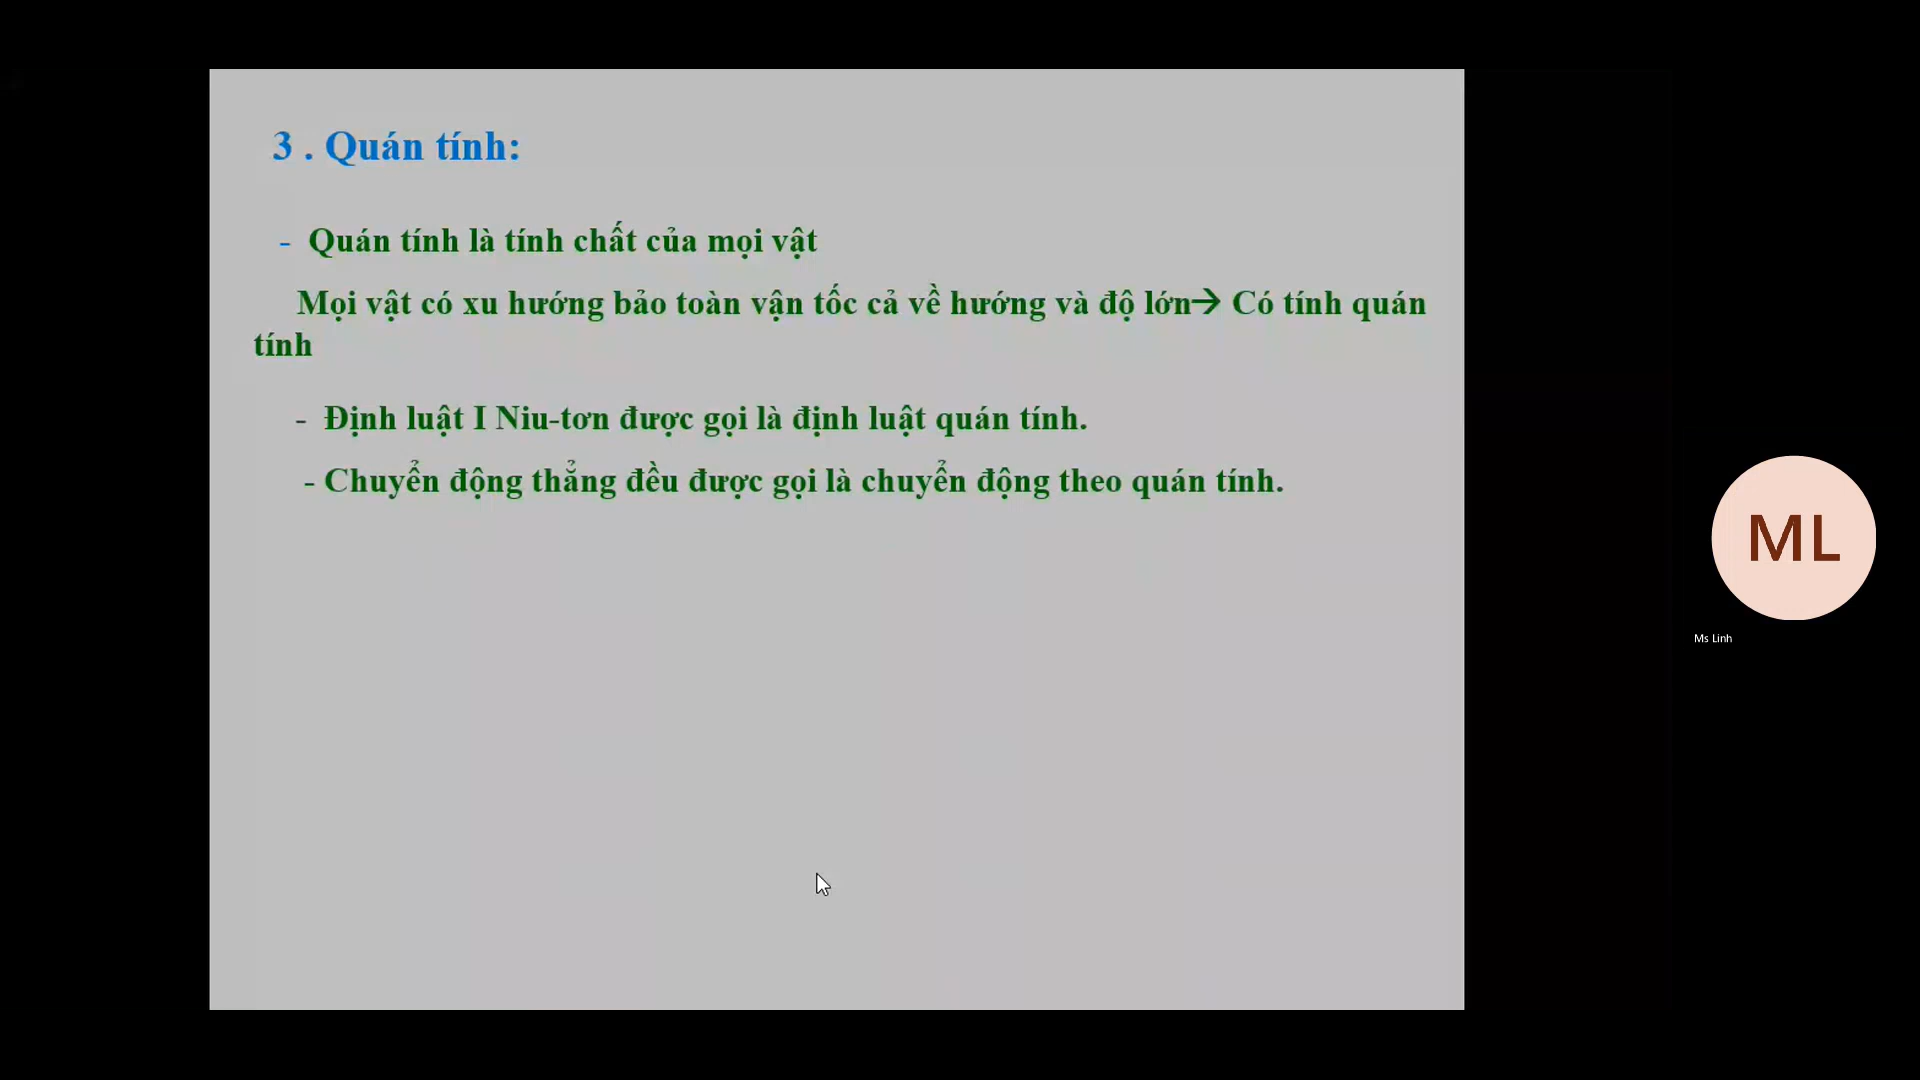 3 . Quán tính:
- Quán tính là tính chất của mọi vật
Mọi vật có xu hướng bảo toàn vận tốc cả về hướng và độ lớn→ Có tính quán
tính
- Định luật I Niu-tơn được gọi là định luật quán tính.
- Chuyển động thẳng đều được gọi là chuyển động theo quán tính.
ML
Ms Linh